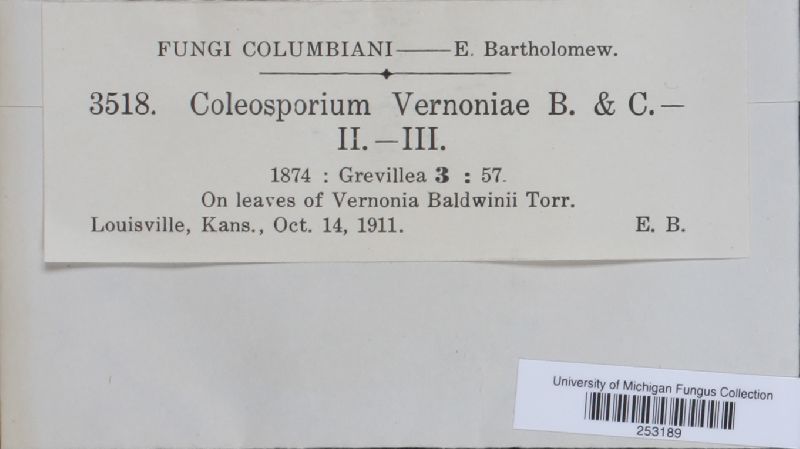 FUNGI COLUMBIANI——E. Bartholomew.
3518. Coleosporium Vernoniae B. & C.—
II.—III.
1874 : Grevillea 3 : 57.
On leaves of Vernonia Baldwinii Torr.
Louisville, Kans., Oct. 14, 1911. E. B.
University of Michigan Fungus Collection
253189